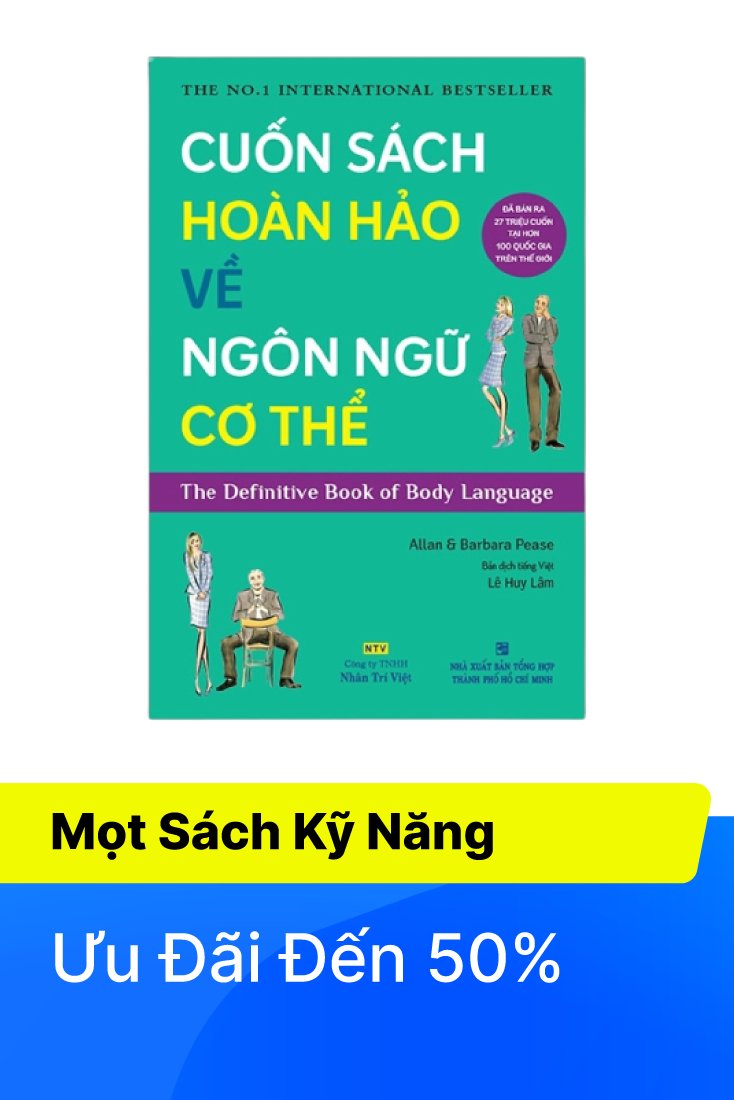 THE NO.1 INTERNATIONAL BESTSELLER
CUỐN SÁCH
HOÀN HẢO
VỀ
NGÔN NGỮ
CƠ THỂ
ĐÃ BÁN RA
27 TRIỆU CUỐN
TẠI HƠN
100 QUỐC GIA
TRÊN THẾ GIỚI
The Definitive Book of Body Language
Allan & Barbara Pease
Bản dịch tiếng Việt
Lê Huy Lâm
NTV
Công ty TNHH
Nhân Trí Việt
NHÀ XUẤT BẢN TỔNG HỢP
THÀNH PHỐ HỒ CHÍ MINH
Mọt Sách Kỹ Năng
Ưu Đãi Đến 50%